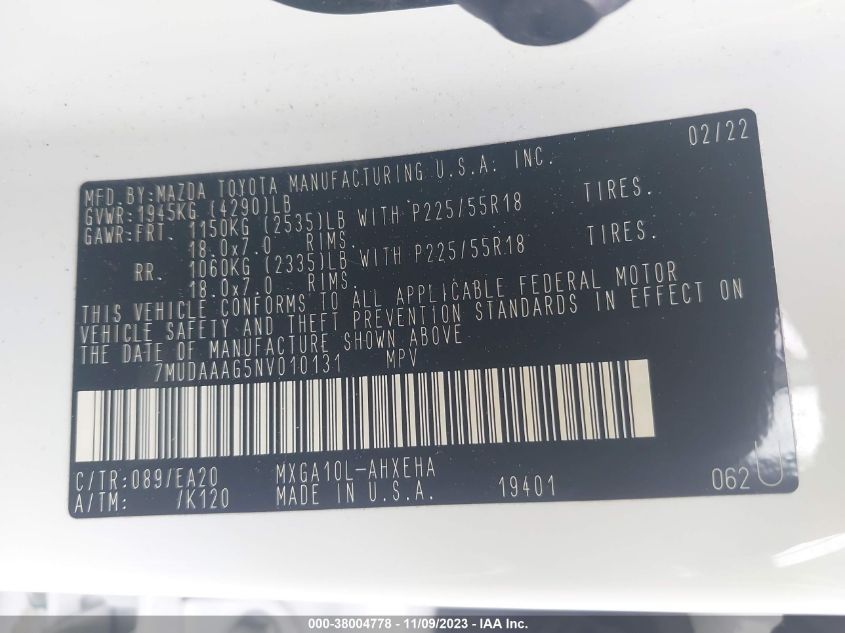 02/22
MFD.BY:MAZDA TOYOTA MANUFACTURING U.S.A. INC.
GVWR:1945KG (4290)LB
GAWR:FRT. 1150KG (2535)LB WITH P225/55R18 TIRES.
18.0x7.0 RIMS.
RR. 1060KG (2335)LB WITH P225/55R18 TIRES.
18.0x7.0 RIMS.
THIS VEHICLE CONFORMS TO ALL APPLICABLE FEDERAL MOTOR
VEHICLE SAFETY AND THEFT PREVENTION STANDARDS IN EFFECT ON
THE DATE OF MANUFACTURE SHOWN ABOVE
7MUDAAAG5NV010131 MPV
C/TR:089/EA20 MXGA10L-AHXEHA
A/TM: /K120 MADE IN U.S.A. 19401 062 U
000-38004778 - 11/09/2023 - IAA Inc.